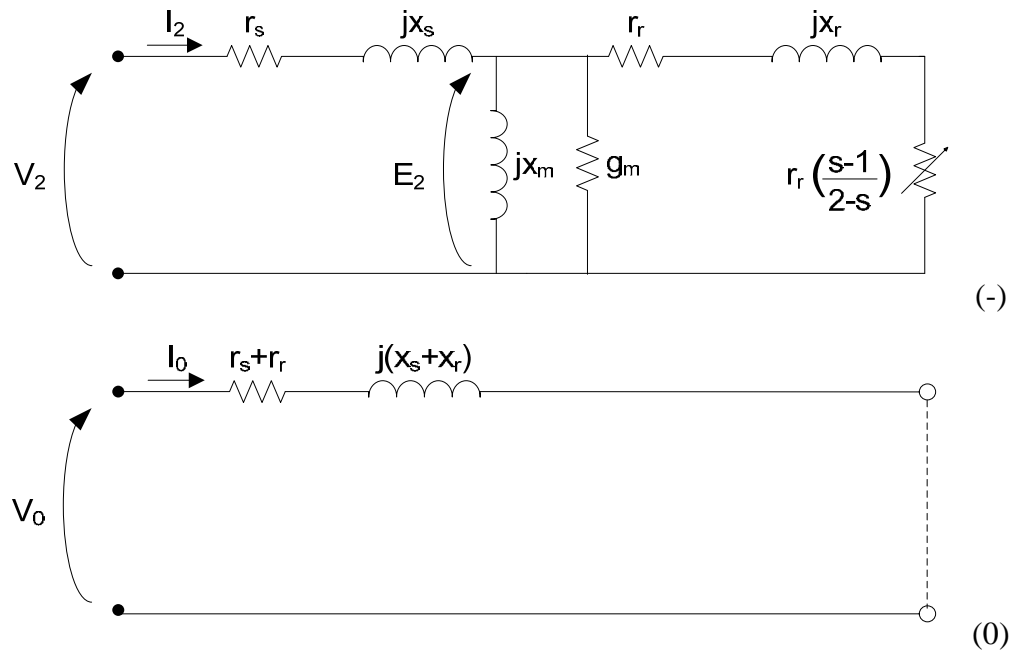 I₂ rₛ jxₛ rᵣ jxᵣ
V₂ E₂ jxₘ gₘ rᵣ (s-1/2-s)
(-)
I₀ rₛ+rᵣ j(xₛ+xᵣ)
V₀
(0)